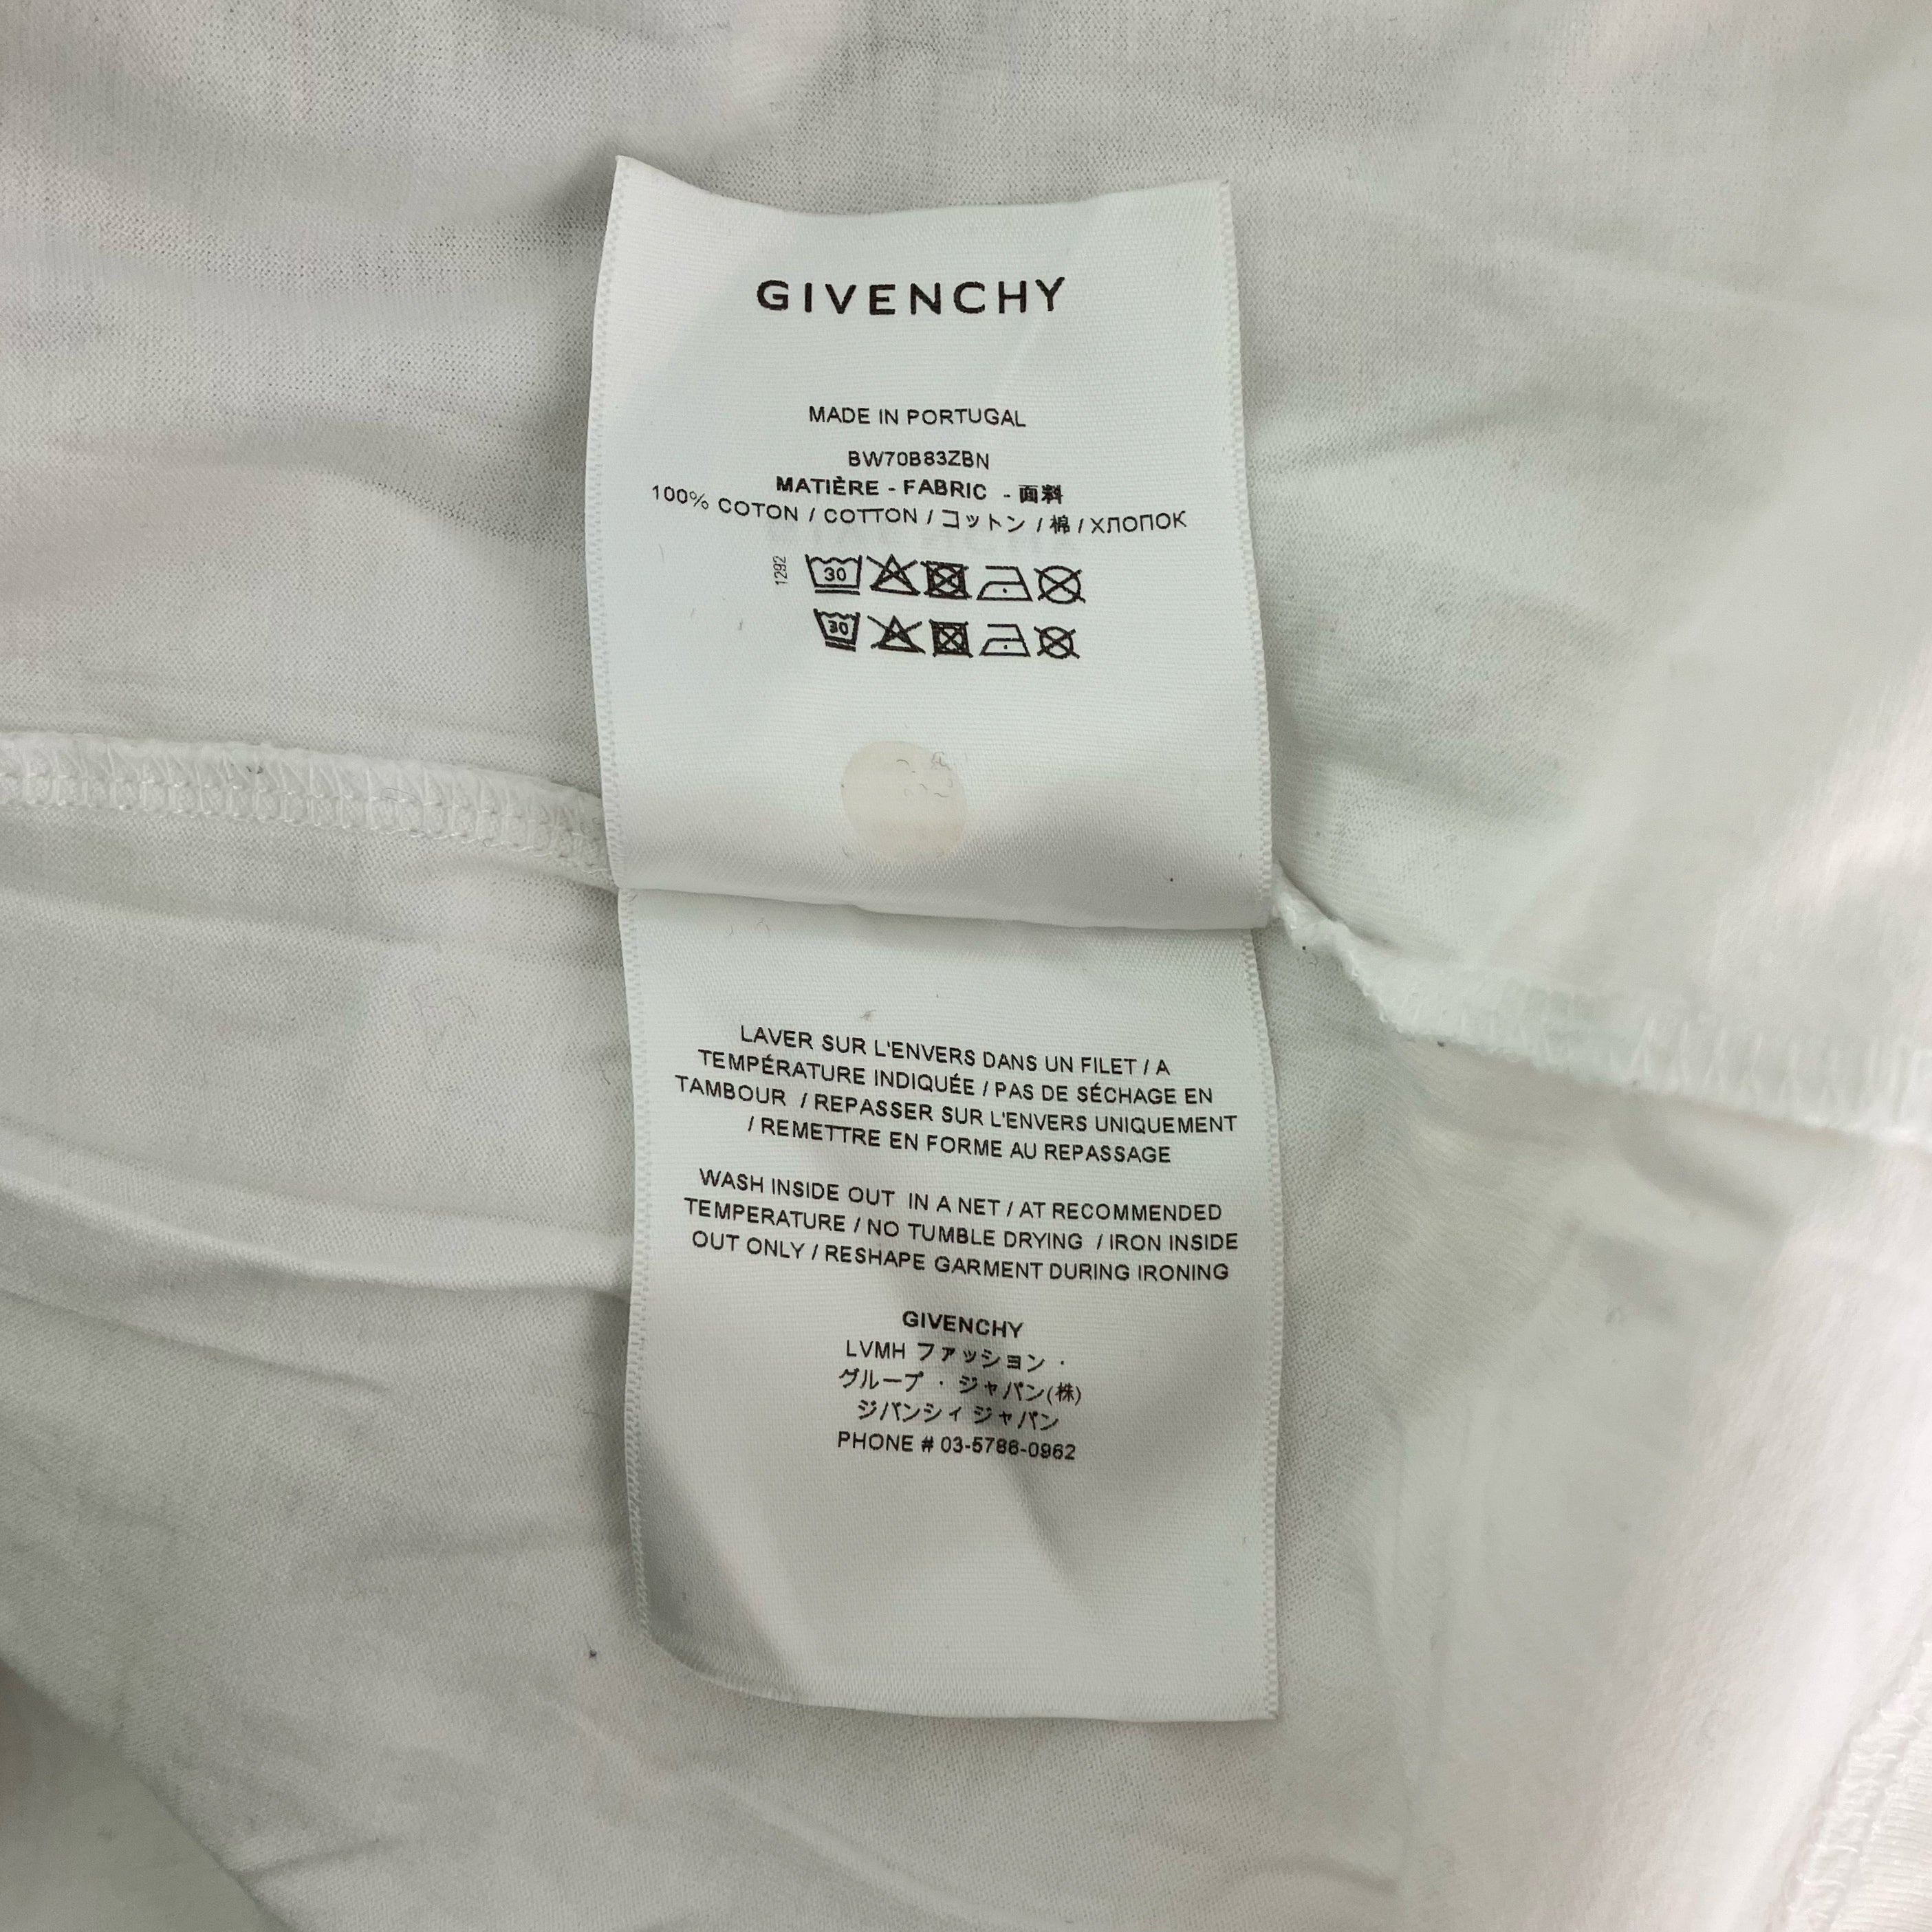 GIVENCHY
MADE IN PORTUGAL
BW70B83ZBN
MATIÈRE - FABRIC - 面料
100% COTON / COTTON / コットン / 棉 / ХЛОПОК
1292
30
30
LAVER SUR L'ENVERS DANS UN FILET / A
TEMPÉRATURE INDIQUÉE / PAS DE SÉCHAGE EN
TAMBOUR / REPASSER SUR L'ENVERS UNIQUEMENT
/ REMETTRE EN FORME AU REPASSAGE
WASH INSIDE OUT IN A NET / AT RECOMMENDED
TEMPERATURE / NO TUMBLE DRYING / IRON INSIDE
OUT ONLY / RESHAPE GARMENT DURING IRONING
GIVENCHY
LVMH ファッション ・
グループ ・ ジャパン(株)
ジバンシィ ジャパン
PHONE # 03-5786-0962